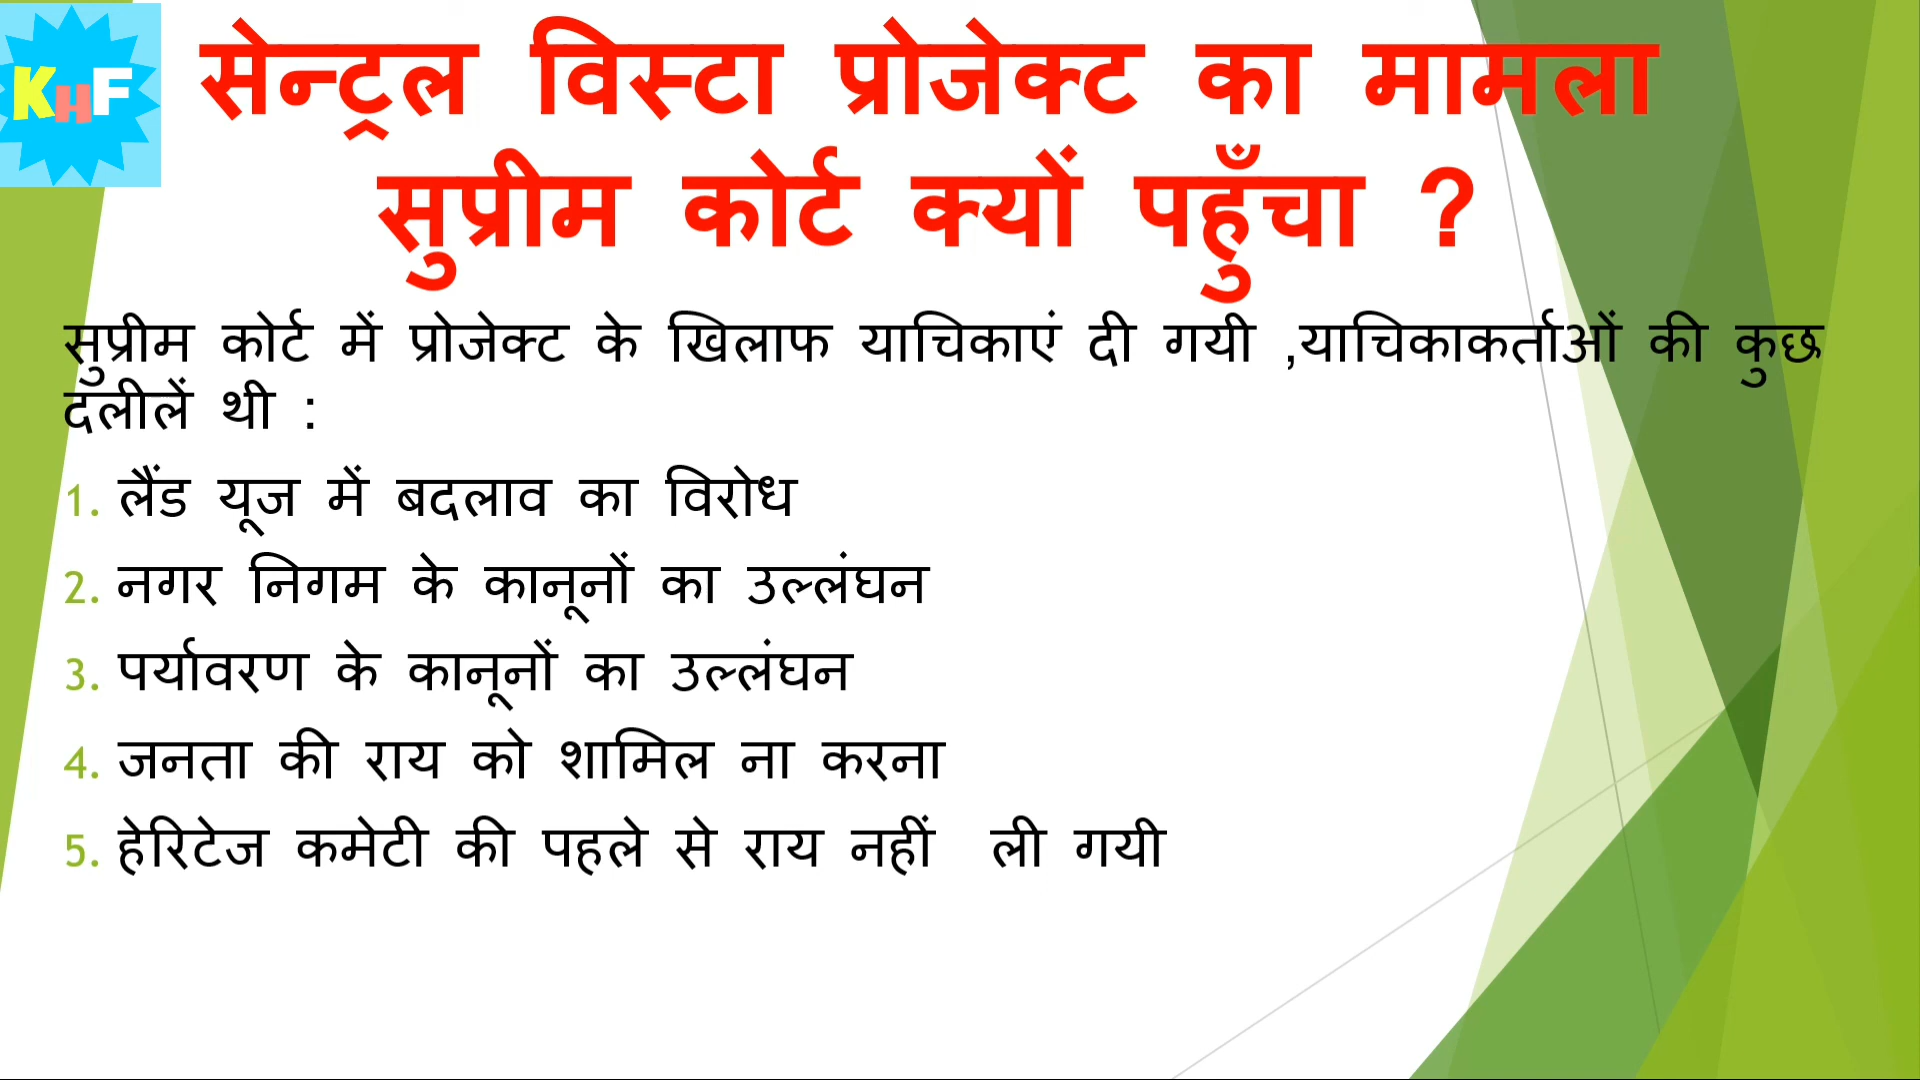 KHF
सेन्ट्रल विस्टा प्रोजेक्ट का मामला
सुप्रीम कोर्ट क्यों पहुँचा ?
सुप्रीम कोर्ट में प्रोजेक्ट के खिलाफ याचिकाएं दी गयी ,याचिकाकर्ताओं की कुछ
दलीलें थी :
1. लैंड यूज में बदलाव का विरोध
2. नगर निगम के कानूनों का उल्लंघन
3. पर्यावरण के कानूनों का उल्लंघन
4. जनता की राय को शामिल ना करना
5. हेरिटेज कमेटी की पहले से राय नहीं ली गयी